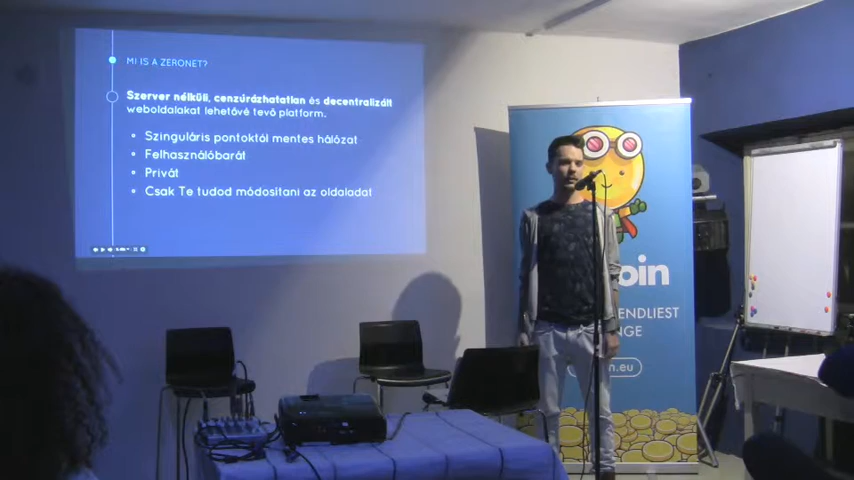 MI IS A ZERONET?
Szerver nélküli, cenzúrázhatatlan és decentralizált
weboldalakat lehetővé tevő platform.
Szinguláris pontoktól mentes hálózat
Felhasználóbarát
Privát
Csak Te tudod módosítani az oldaladat
oin
ENDLIEST
NGE
n.eu